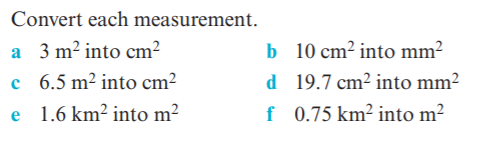 Convert each measurement.
a 3 m² into cm² b 10 cm² into mm²
c 6.5 m² into cm² d 19.7 cm² into mm²
e 1.6 km² into m² f 0.75 km² into m²